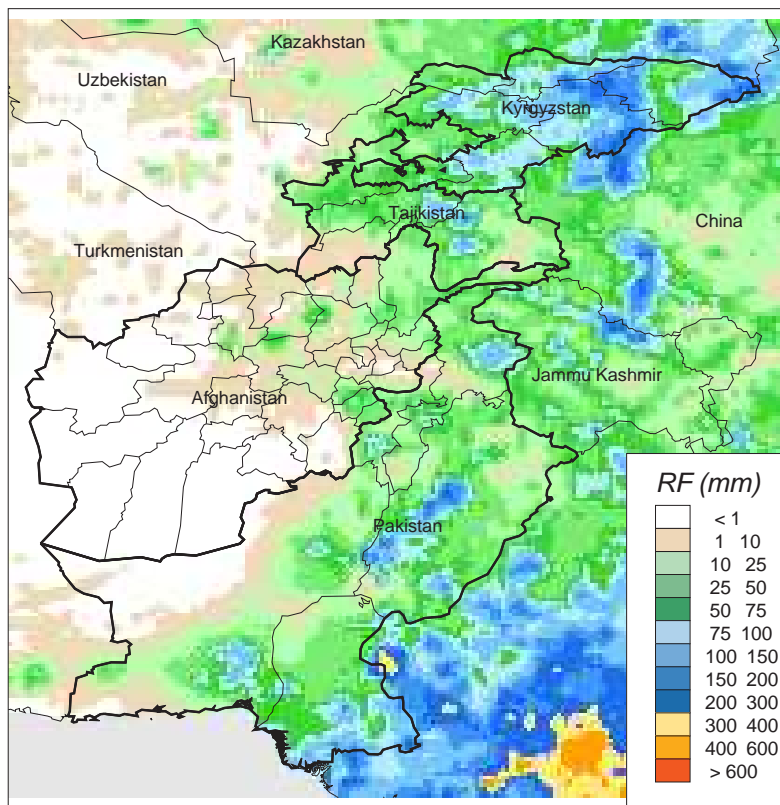 Kazakhstan
Uzbekistan
Kyrgyzstan
Tajikistan
China
Turkmenistan
Jammu Kashmir
Afghanistan
Pakistan
RF (mm)
< 1
1 10
10 25
25 50
50 75
75 100
100 150
150 200
200 300
300 400
400 600
> 600